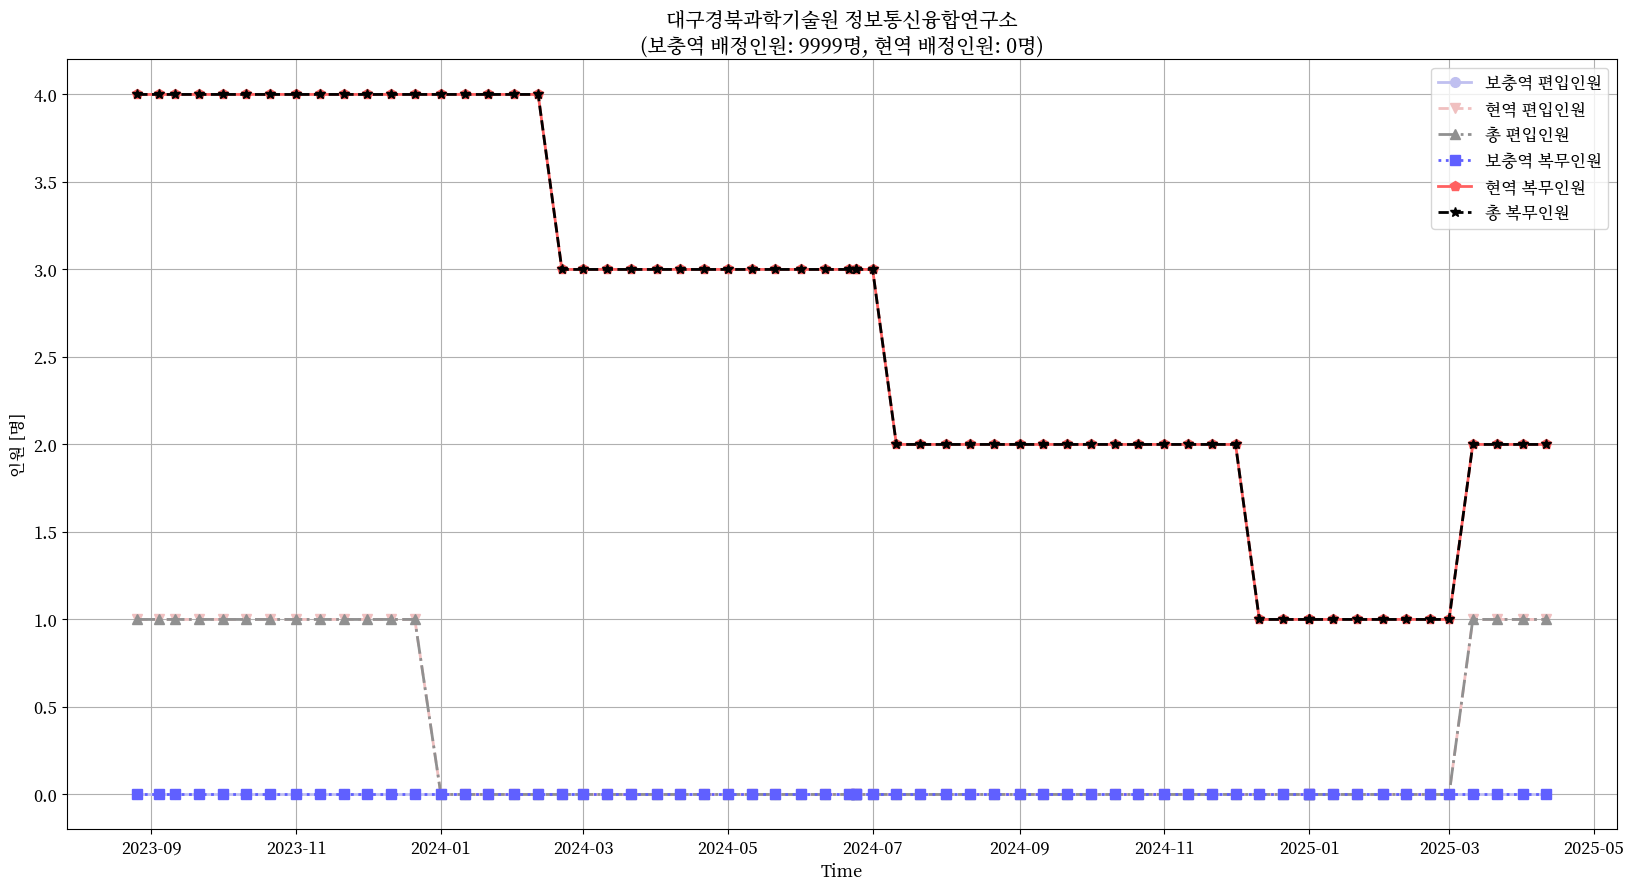 대구경북과학기술원 정보통신융합연구소
(보충역 배정인원: 9999명, 현역 배정인원: 0명)
보충역 편입인원
현역 편입인원
총 편입인원
보충역 복무인원
현역 복무인원
총 복무인원
4.0
3.5
3.0
2.5
2.0
1.5
1.0
0.5
0.0
인원 [명]
2023-09 2023-11 2024-01 2024-03 2024-05 2024-07 2024-09 2024-11 2025-01 2025-03 2025-05
Time